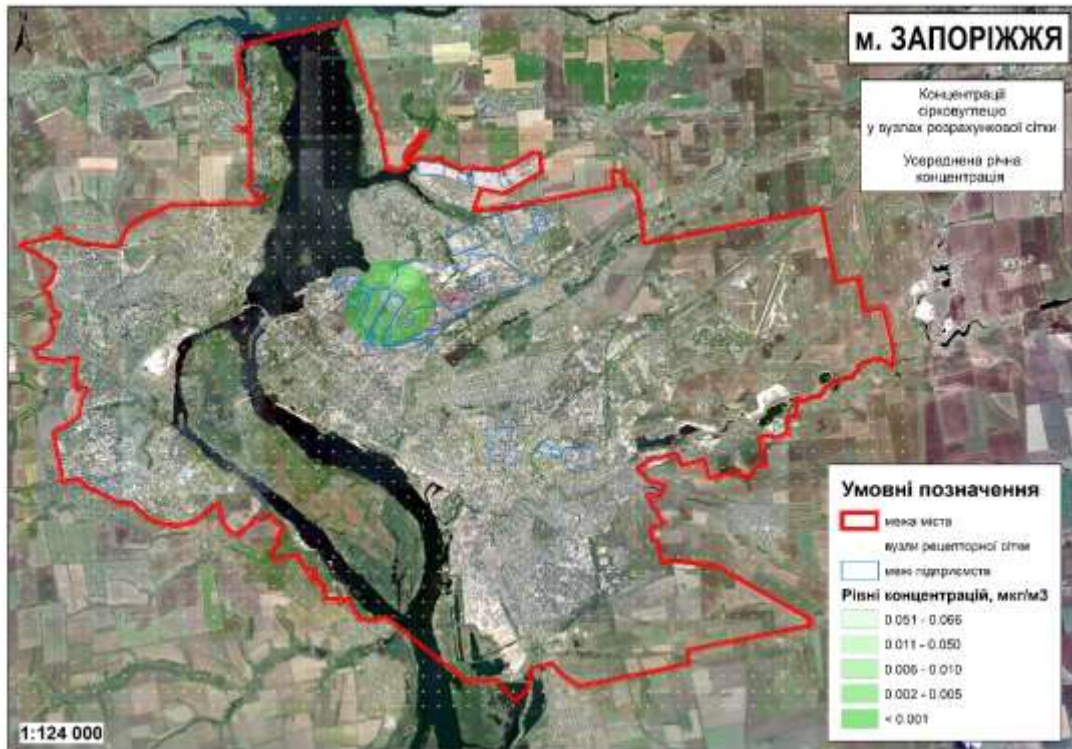 м. ЗАПОРІЖЖЯ
Концентрації
сірковуглецю
у вузлах розрахункової сітки
Усереднена річна
концентрація
Умовні позначення
межа міста
вузли рецепторної сітки
межі підприємств
Рівні концентрацій, мкг/м3
0.051 - 0.066
0.011 - 0.050
0.006 - 0.010
0.002 - 0.005
< 0.001
1:124 000